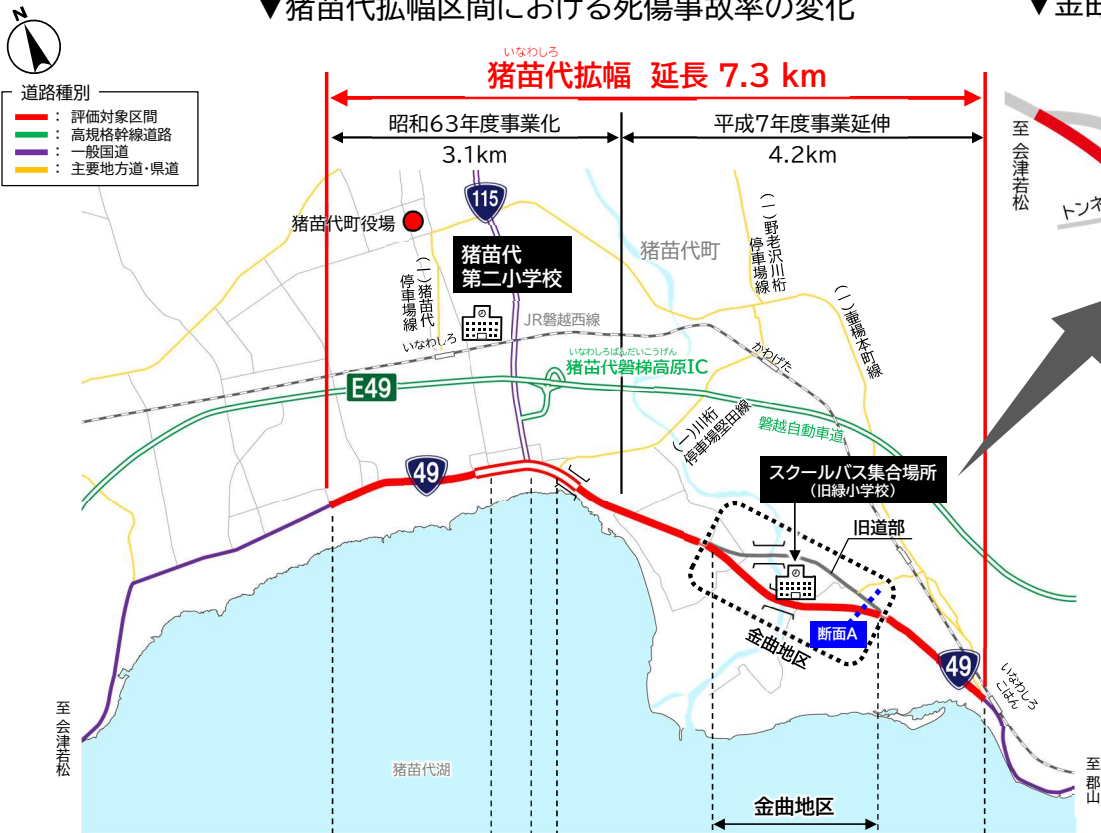 ▼猪苗代拡幅区間における死傷事故率の変化
▼金曲
N
いなわしろ
猪苗代拡幅 延長 7.3 km
道路種別
: 評価対象区間
: 高規格幹線道路
: 一般国道
: 主要地方道・県道
昭和63年度事業化
3.1km
平成7年度事業延伸
4.2km
至 会津若松
トンネ
115
猪苗代町役場
猪苗代
第二小学校
(一)猪苗代
停車場線
猪苗代町
(一)野老沢川桁
停車場線
(一)壷楊本町線
JR磐越西線
いなわしろ
かわげた
いなわしろばんだいこうげん
猪苗代磐梯高原IC
E49
(一)川桁
停車場堅田線
磐越自動車道
49
スクールバス集合場所
(旧緑小学校)
旧道部
断面A
金曲地区
49
いなわしろ
こはん
至 会津若松
猪苗代湖
至 郡山
金曲地区